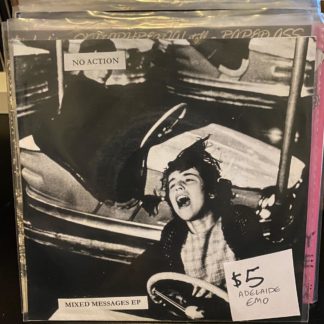 NO ACTION
MIXED MESSAGES EP
$5
ADELAIDE
EMO